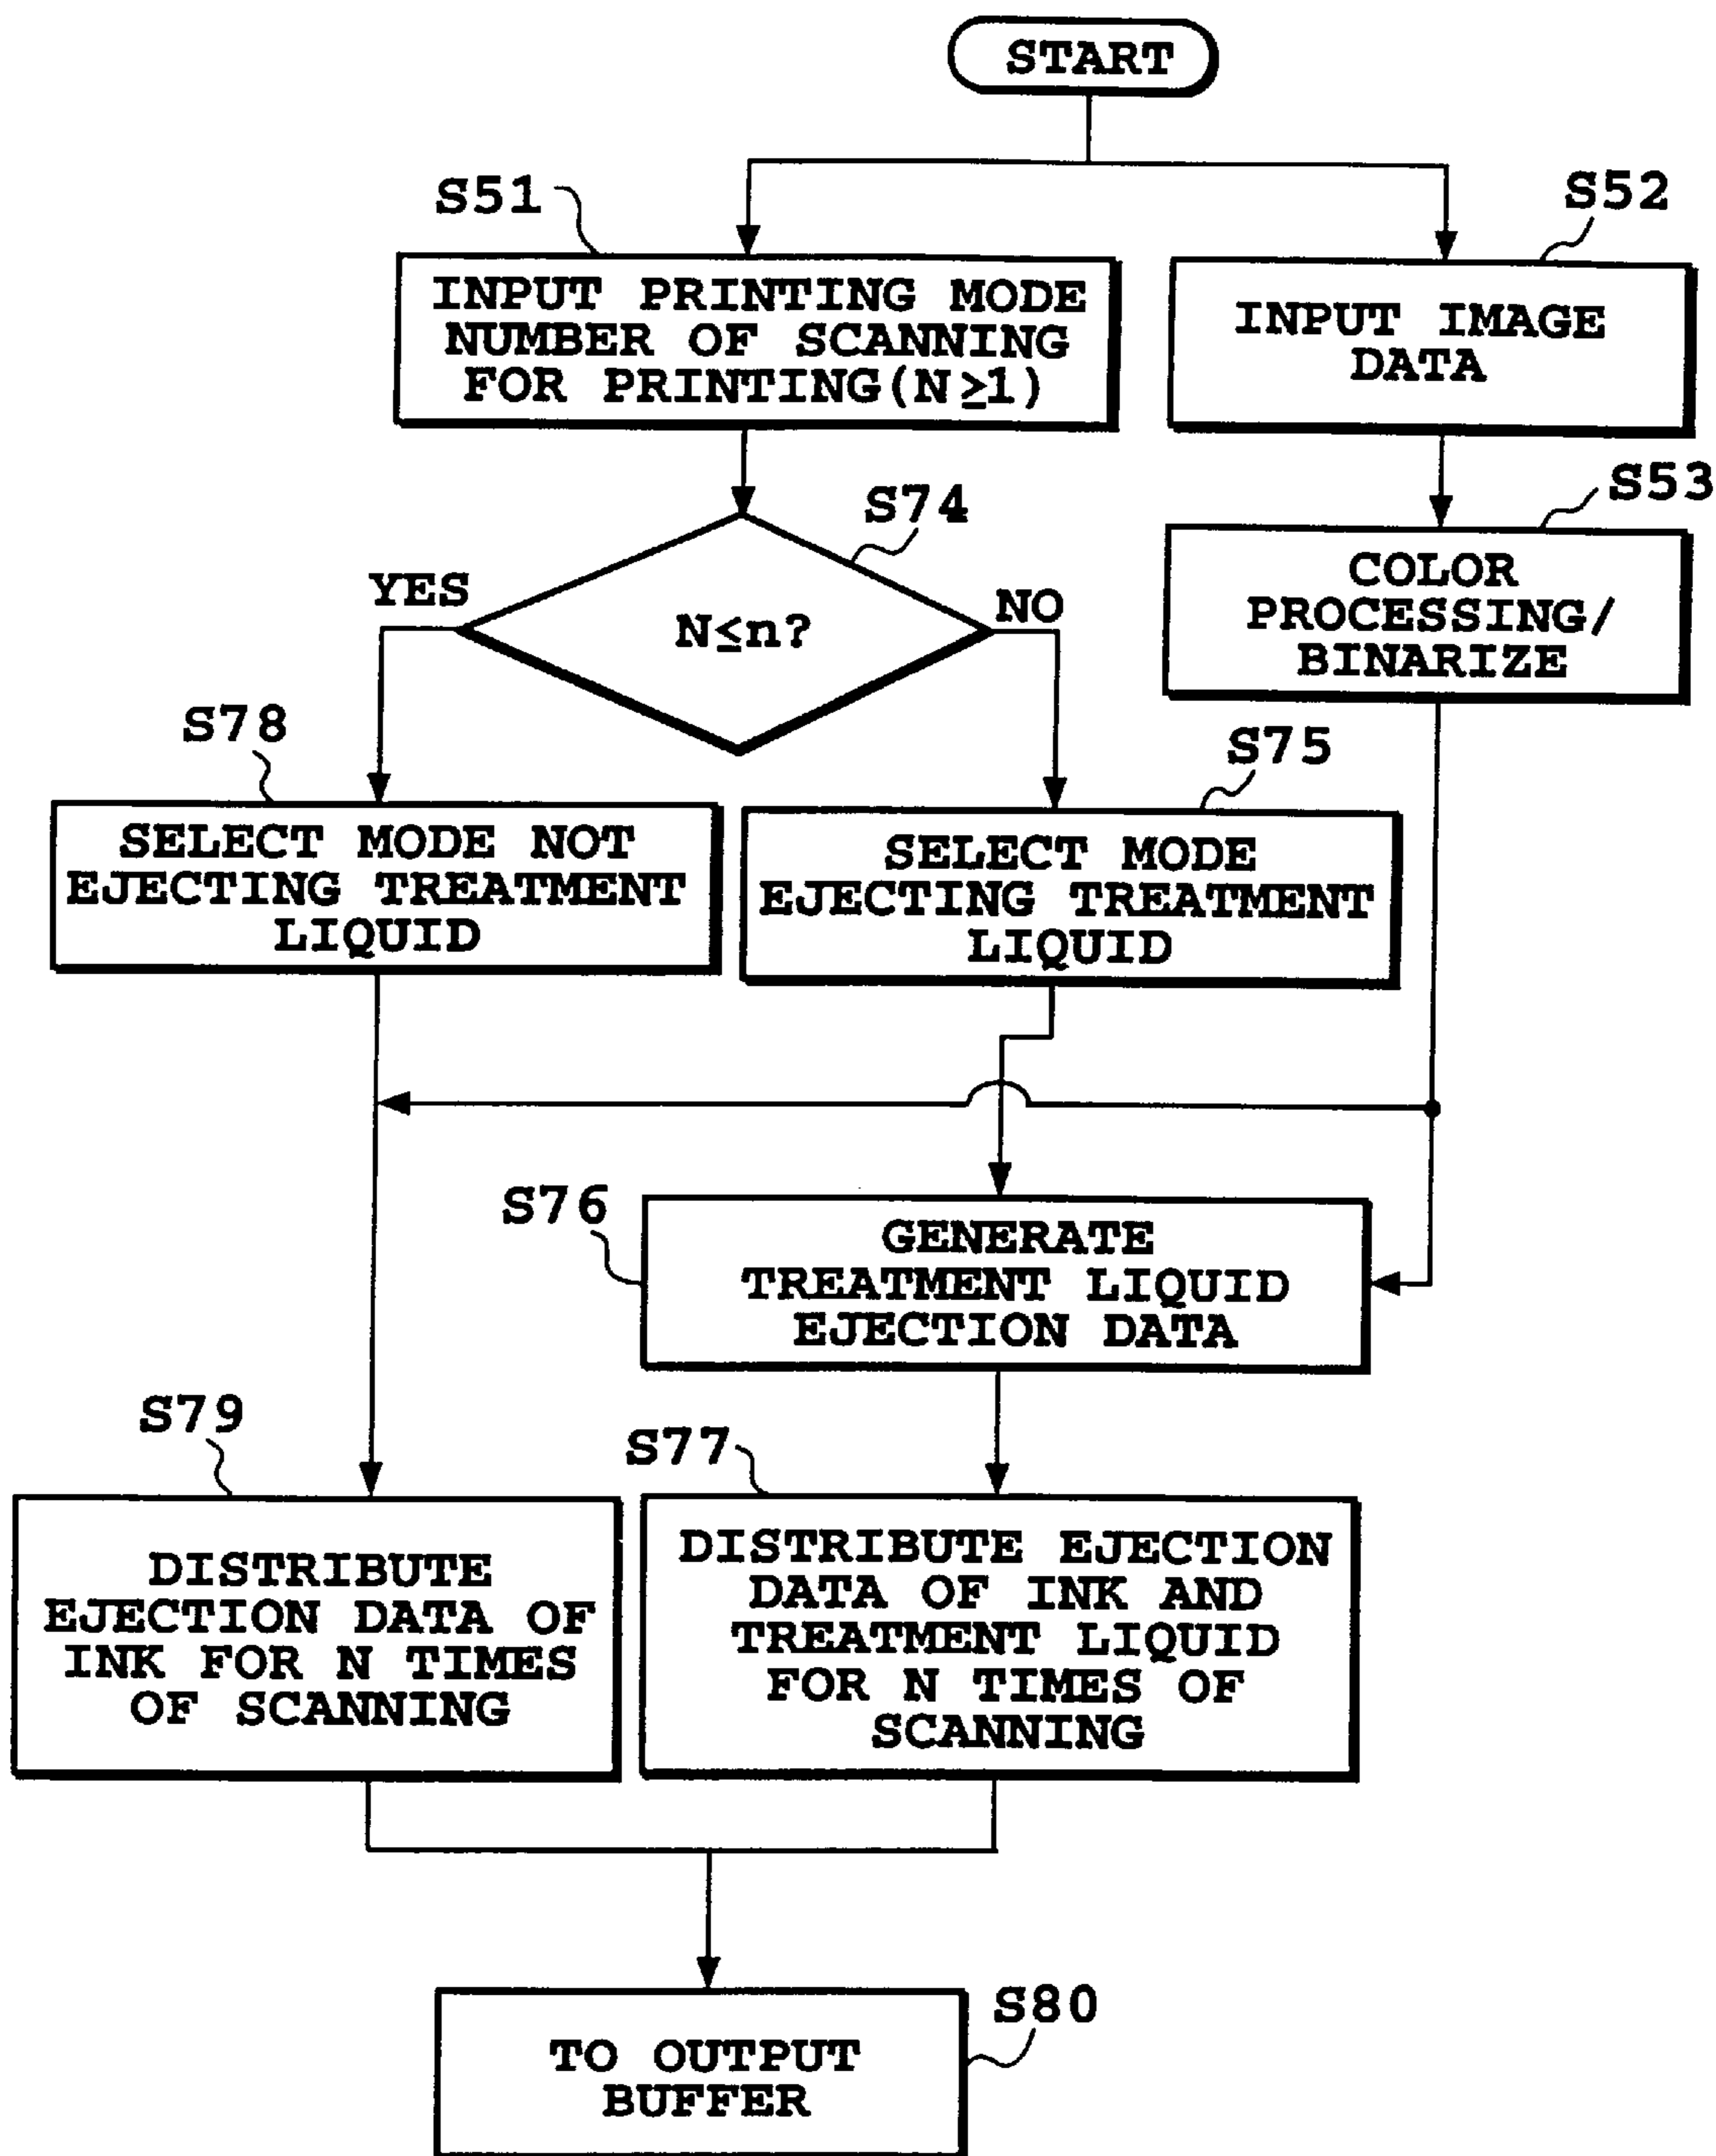 START
S51
S52
INPUT PRINTING MODE
NUMBER OF SCANNING
FOR PRINTING(N≥1)
INPUT IMAGE
DATA
S74
S53
YES
N≤n?
NO
COLOR
PROCESSING/
BINARIZE
S78
S75
SELECT MODE NOT
EJECTING TREATMENT
LIQUID
SELECT MODE
EJECTING TREATMENT
LIQUID
S76
GENERATE
TREATMENT LIQUID
EJECTION DATA
S79
S77
DISTRIBUTE
EJECTION DATA OF
INK FOR N TIMES
OF SCANNING
DISTRIBUTE EJECTION
DATA OF INK AND
TREATMENT LIQUID
FOR N TIMES OF
SCANNING
S80
TO OUTPUT
BUFFER